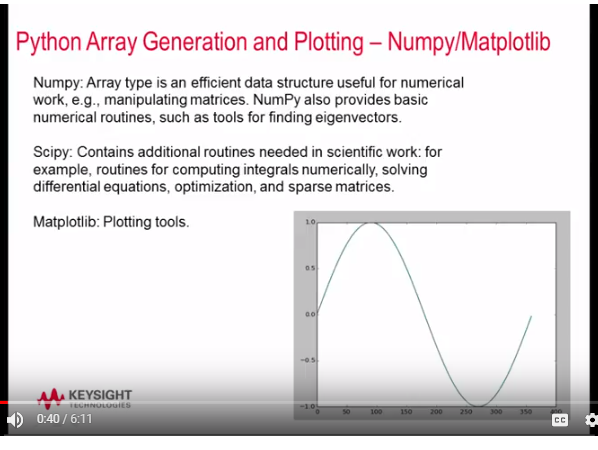 Python Array Generation and Plotting – Numpy/Matplotlib
Numpy: Array type is an efficient data structure useful for numerical
work, e.g., manipulating matrices. NumPy also provides basic
numerical routines, such as tools for finding eigenvectors.
Scipy: Contains additional routines needed in scientific work: for
example, routines for computing integrals numerically, solving
differential equations, optimization, and sparse matrices.
Matplotlib: Plotting tools.
1.0
0.5
0.0
−0.5
−1.0
0 50 100 150 200 250 300 350 400
KEYSIGHT
TECHNOLOGIES
0:40 / 6:11
CC